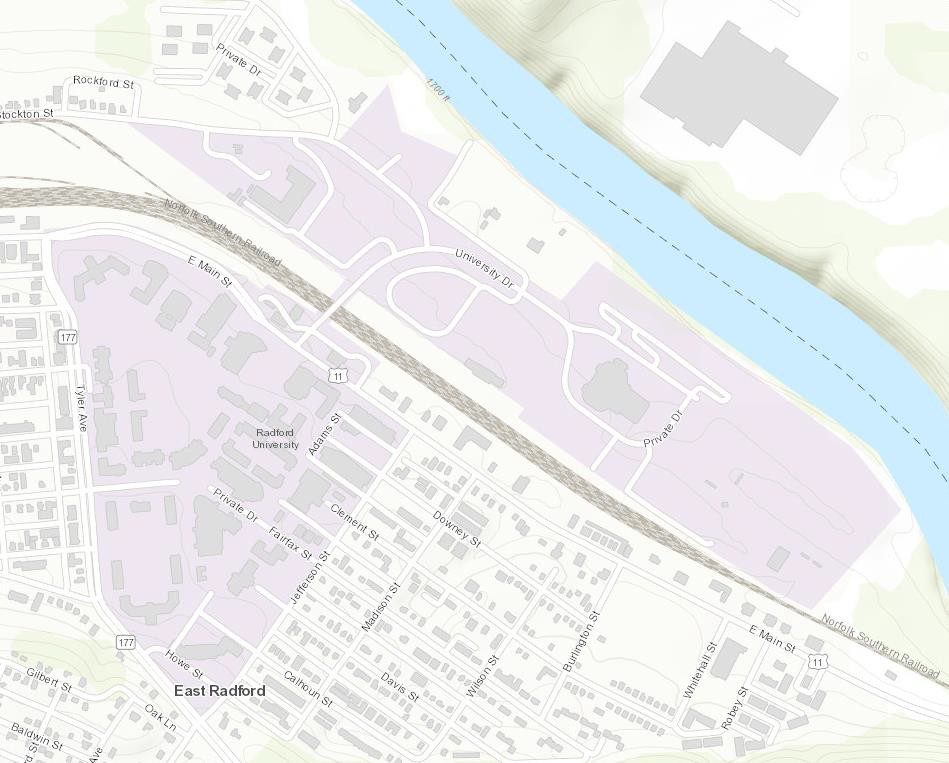 Private Dr
Rockford St
Stockton St
1700 ft
Norfolk Southern Railroad
University Dr
E Main St
177
11
Tyler Ave
Radford
University
Adams St
Private Dr
Private Dr
Clement St
Downey St
Fairfax St
Jefferson St
Madison St
Burlington St
Norfolk Southern Railroad
E Main St
177
11
Howe St
Whitehall St
Wilson St
Davis St
Calhoun St
Gilbert St
East Radford
Robey St
Oak Ln
Baldwin St
Ave